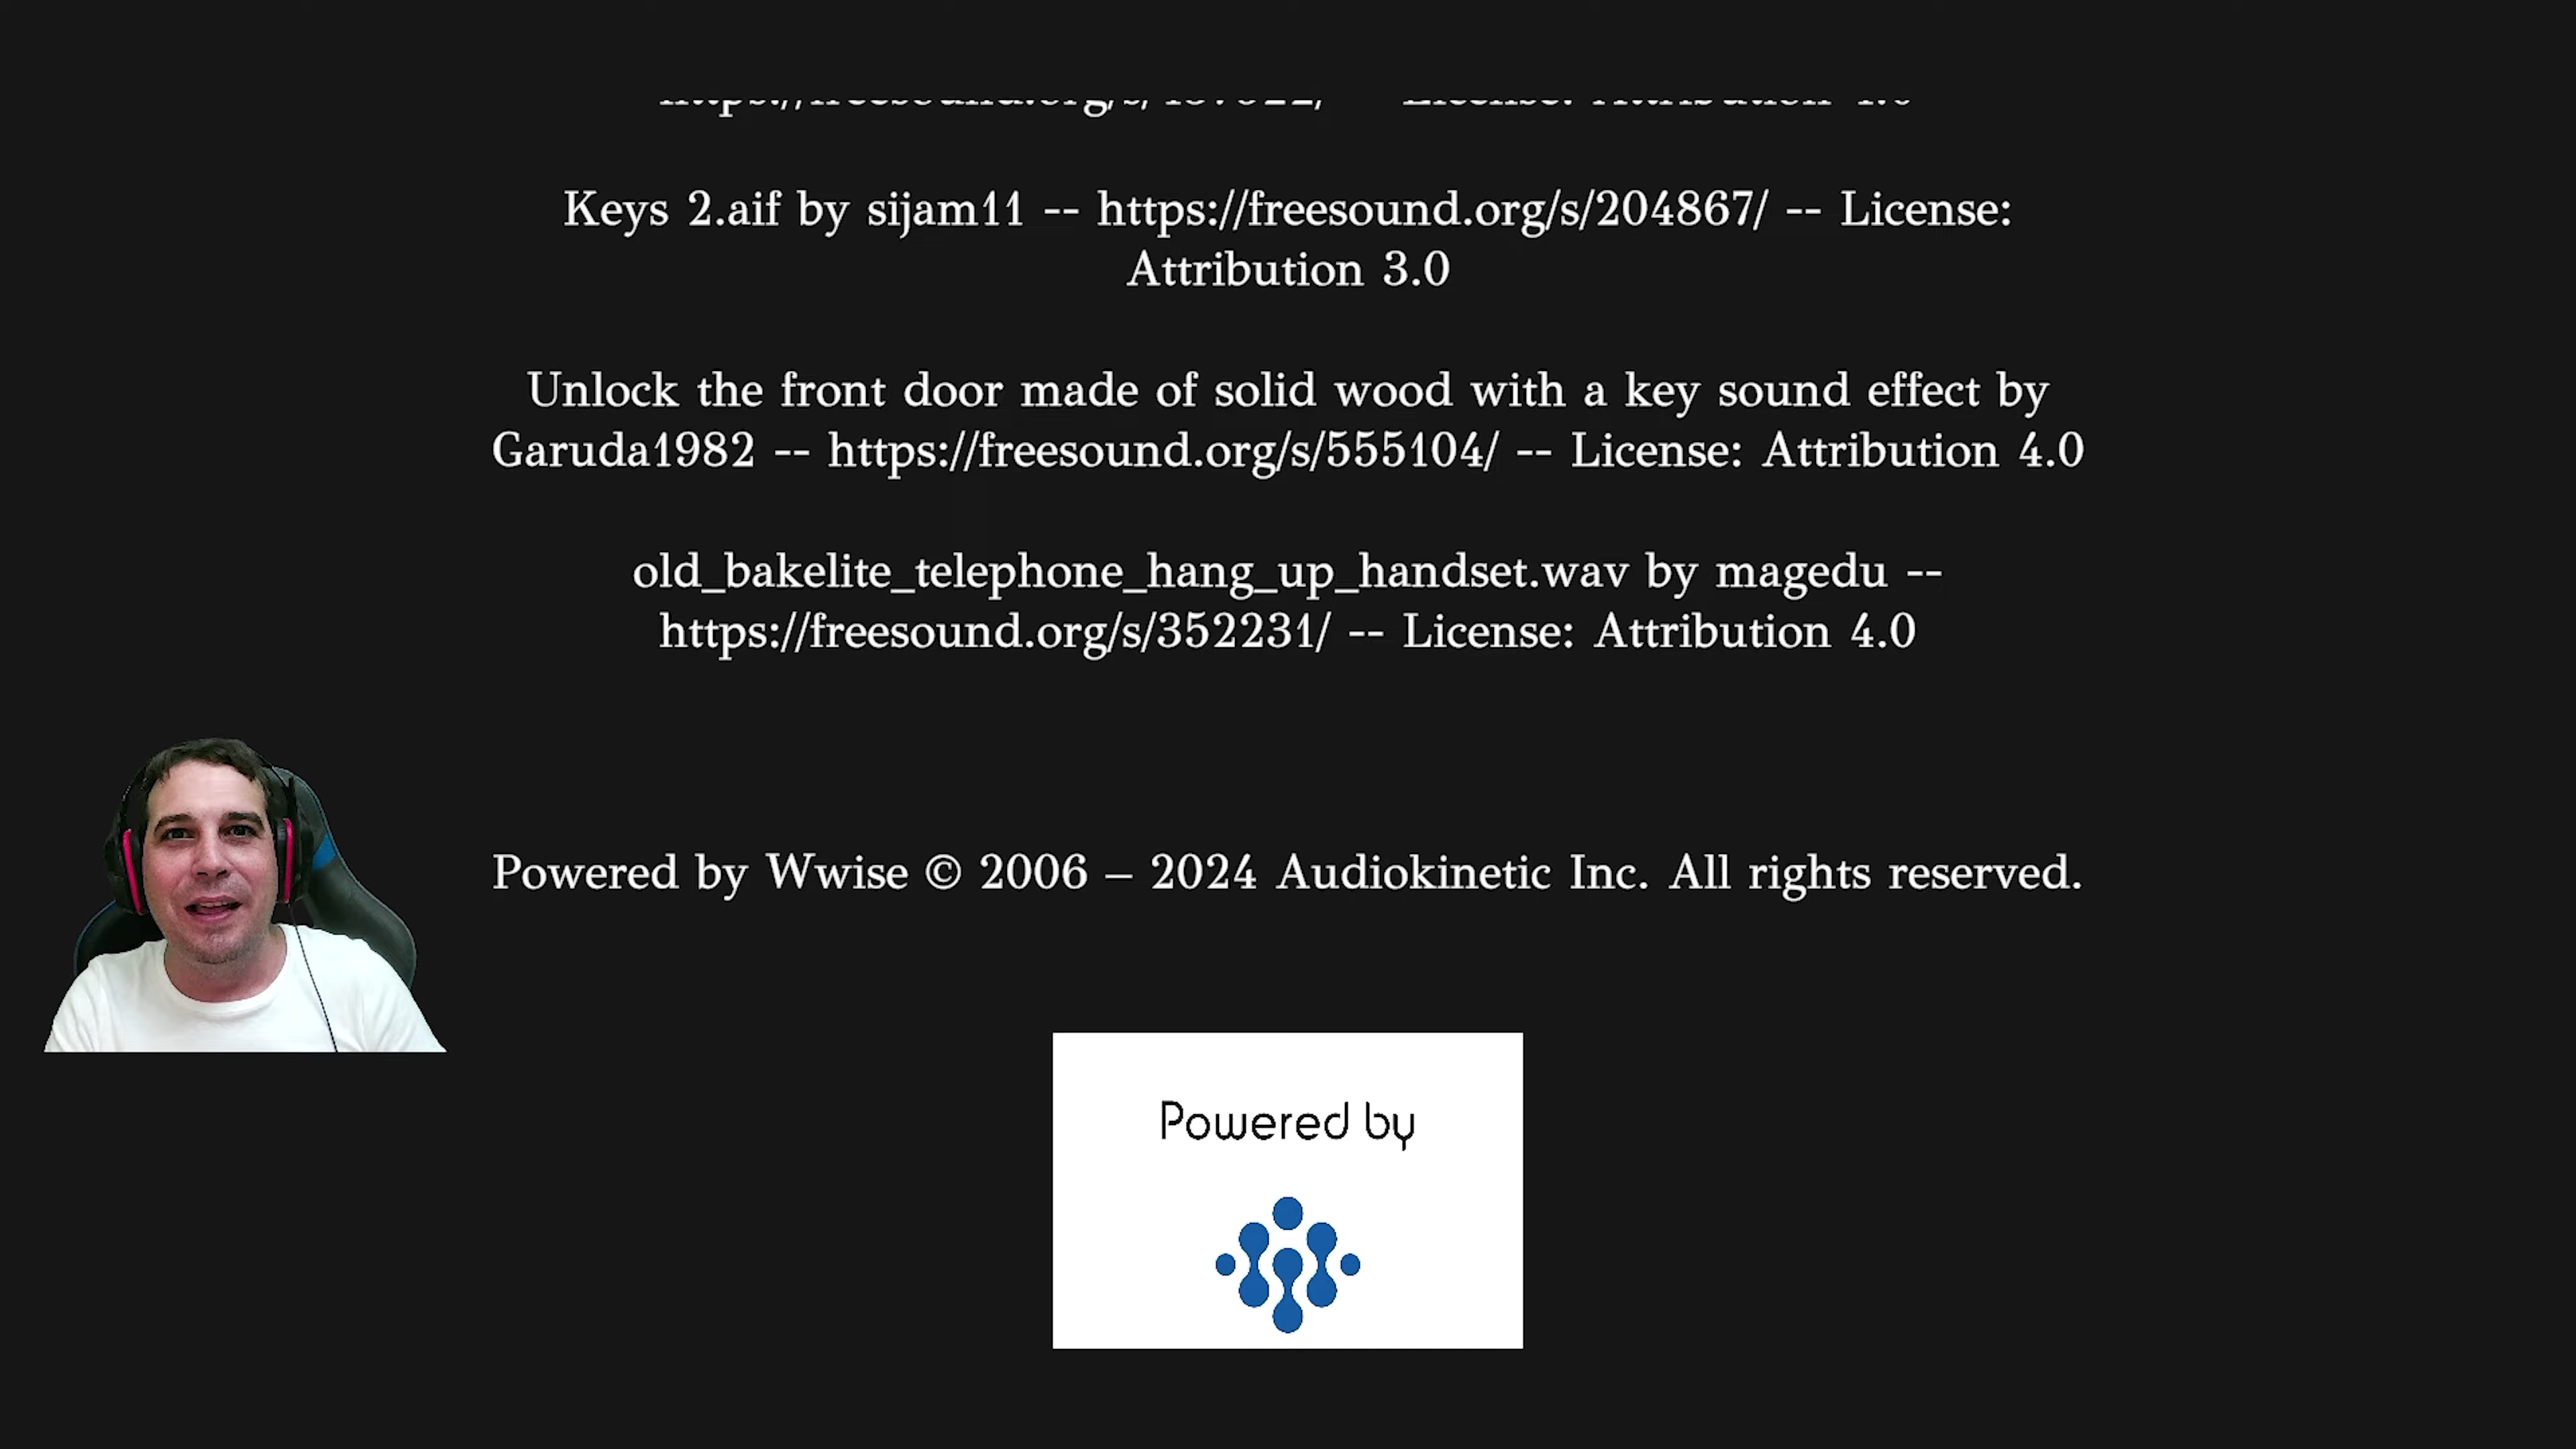 Keys 2.aif by sijam11 -- https://freesound.org/s/204867/ -- License:
Attribution 3.0
Unlock the front door made of solid wood with a key sound effect by
Garuda1982 -- https://freesound.org/s/555104/ -- License: Attribution 4.0
old_bakelite_telephone_hang_up_handset.wav by magedu --
https://freesound.org/s/352231/ -- License: Attribution 4.0
Powered by Wwise © 2006 – 2024 Audiokinetic Inc. All rights reserved.
Powered by